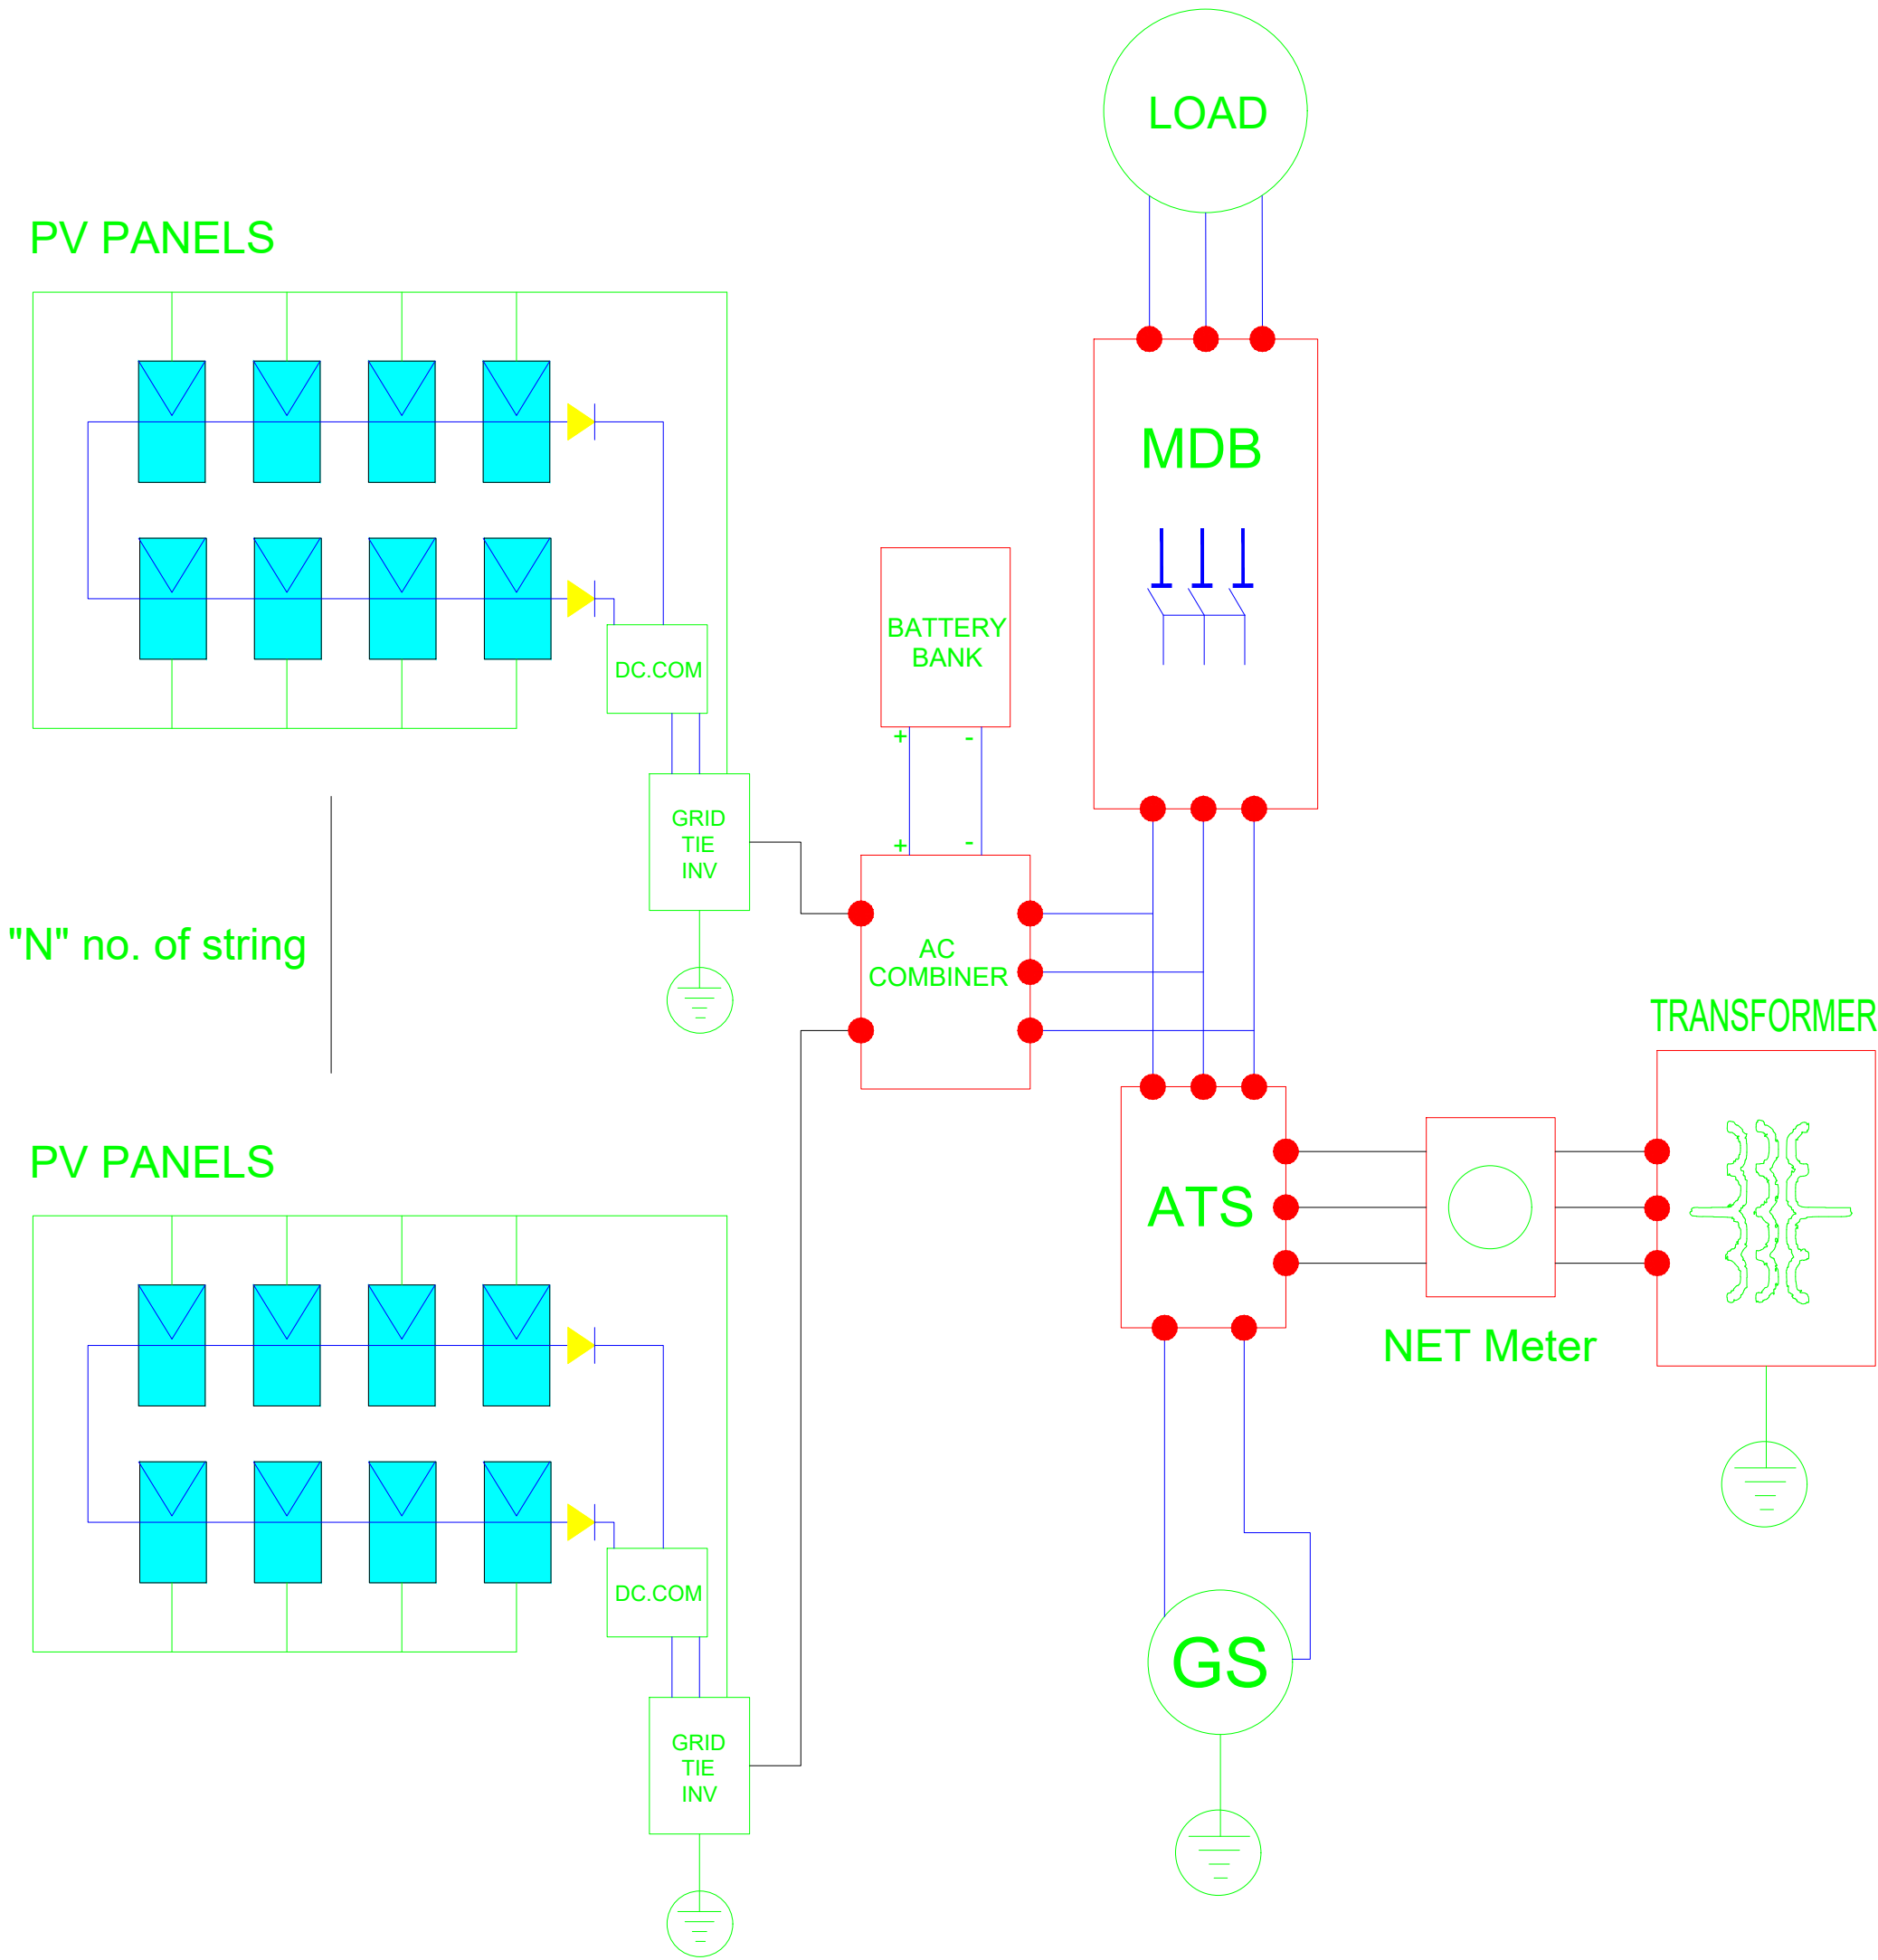 LOAD
PV PANELS
MDB
BATTERY
BANK
DC.COM
+ -
GRID
TIE
INV
+ -
"N" no. of string
AC
COMBINER
TRANSFORMER
PV PANELS
ATS
NET Meter
DC.COM
GS
GRID
TIE
INV